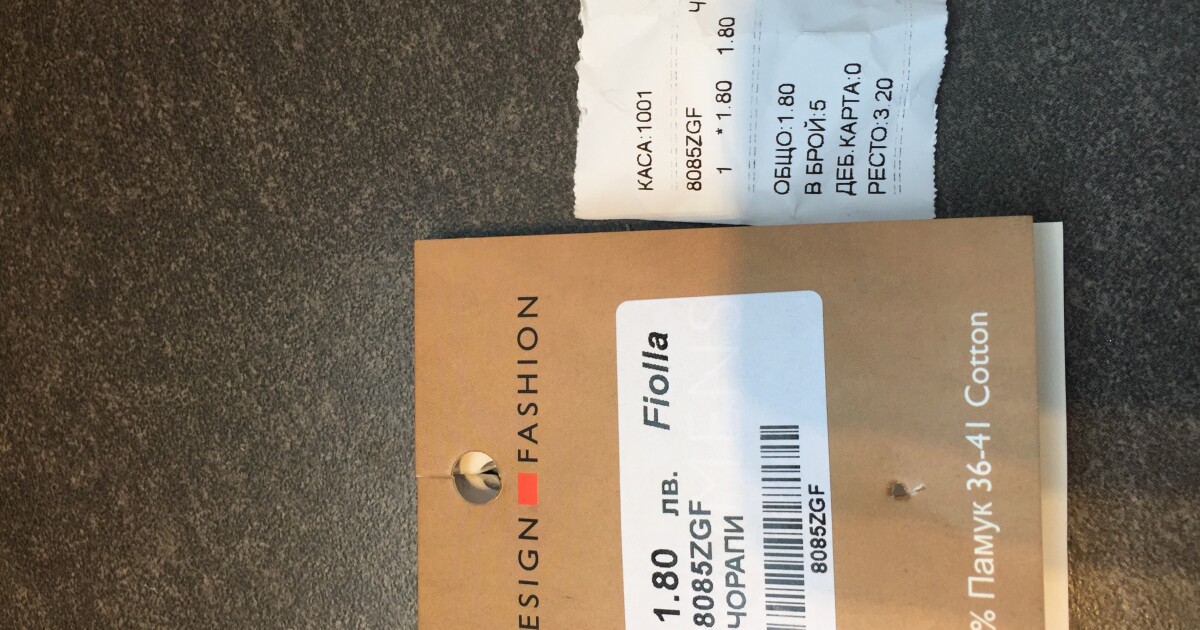 КАСА:1001
8085ZGF
1 * 1.80 1.80
ОБЩО:1.80
В БРОЙ:5
ДЕБ.КАРТА:0
РЕСТО:3.20
ESIGN FASHION
1.80 лв. Fiolla
8085ZGF
ЧОРАПИ
8085ZGF
% Памук 36-41 Cotton